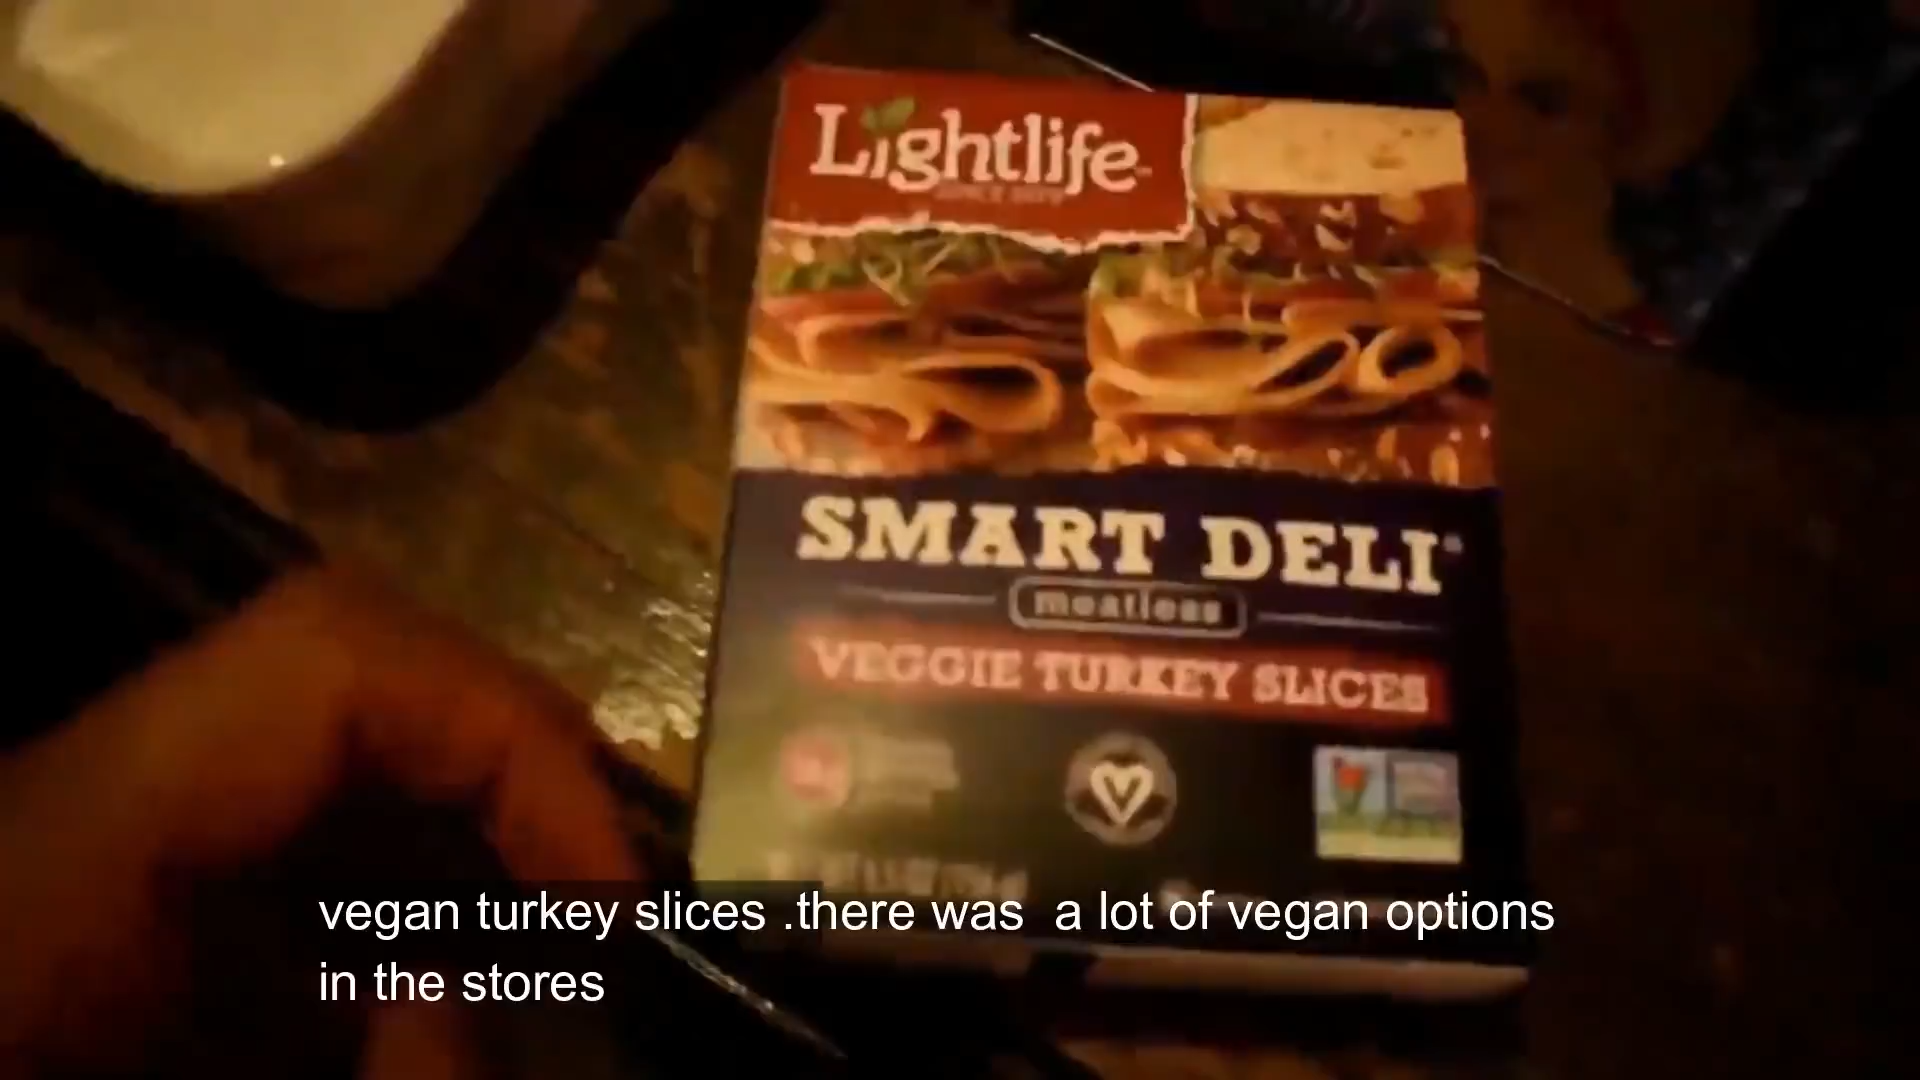 Lightlife
SMART DELI®
meatless
VEGGIE TURKEY SLICES
vegan turkey slices .there was  a lot of vegan options
in the stores